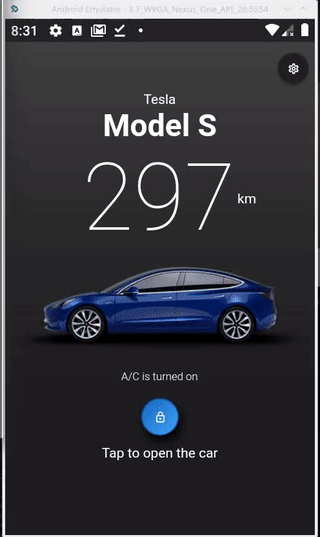 Android Emulator - 3.7_WVGA_Nexus_One_API_28:5554
8:31
Tesla
Model S
297 km
A/C is turned on
Tap to open the car